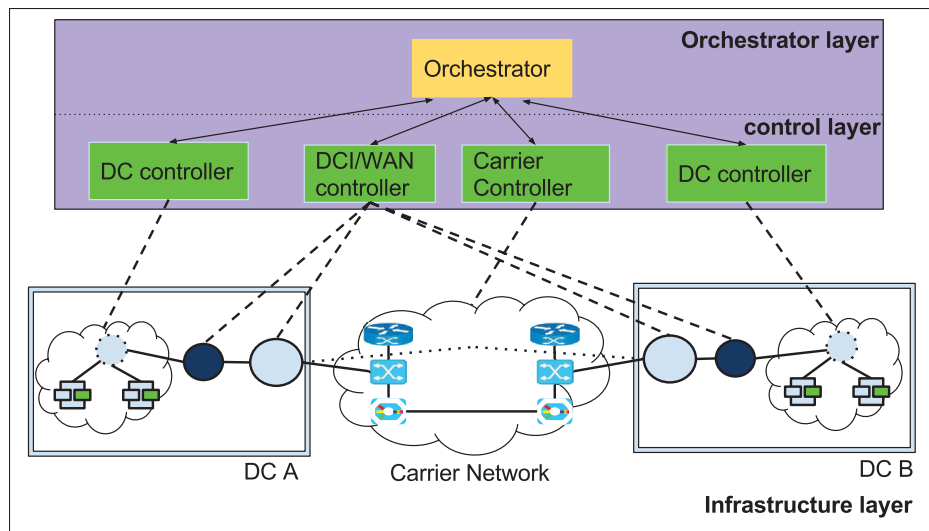 Orchestrator layer
Orchestrator
control layer
DC controller
DCI/WAN
controller
Carrier
Controller
DC controller
DC A
Carrier Network
DC B
Infrastructure layer